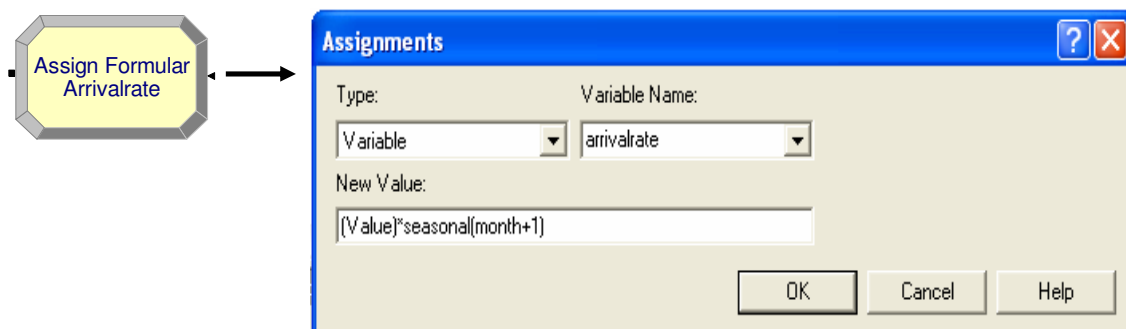 Assign Formular
Arrivalrate
Assignments
Type: Variable Name:
Variable arrivalrate
New Value:
(Value)*seasonal(month+1)
OK Cancel Help